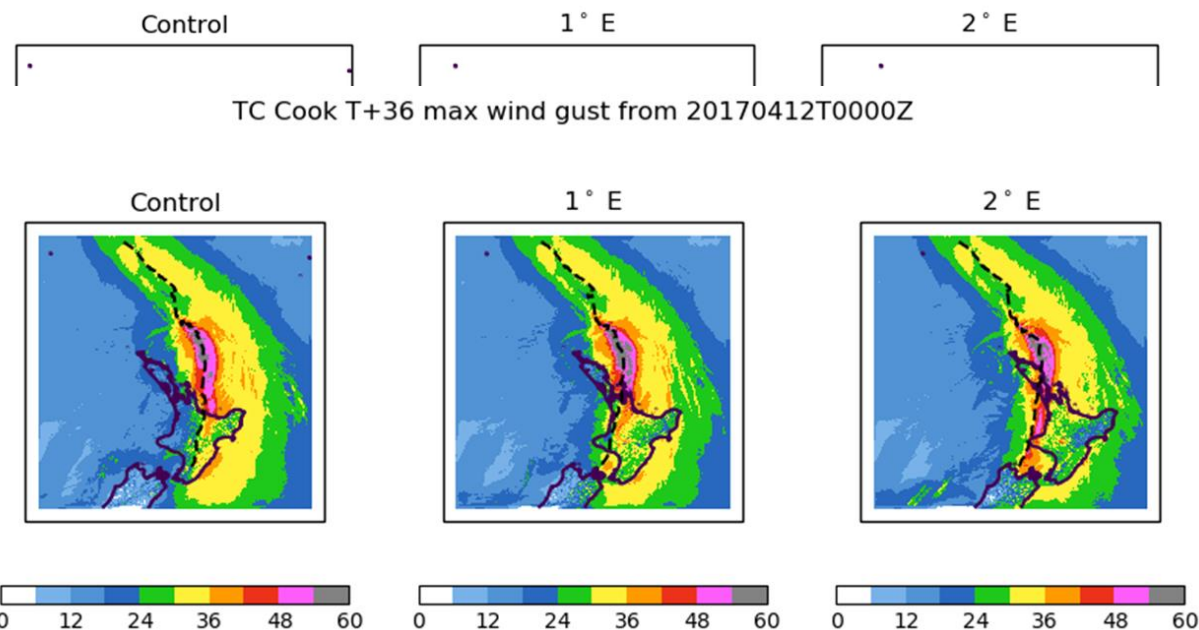 Control 1° E 2° E
TC Cook T+36 max wind gust from 20170412T0000Z
Control 1° E 2° E
0 12 24 36 48 60 0 12 24 36 48 60 0 12 24 36 48 60